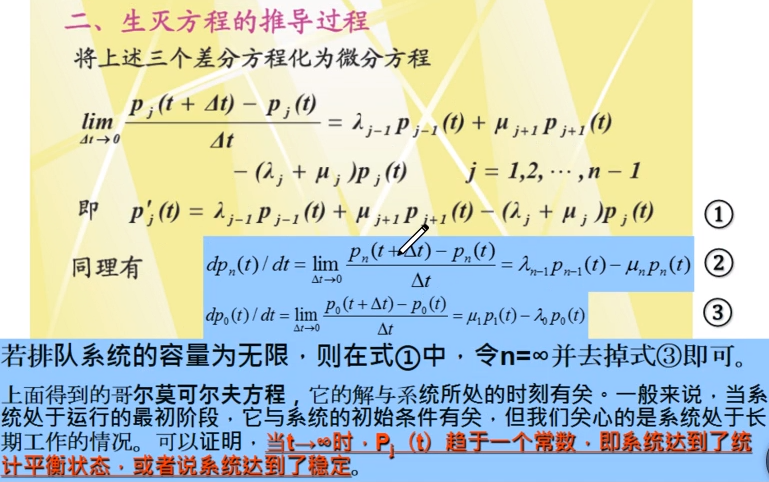 二、生灭方程的推导过程
将上述三个差分方程化为微分方程
lim_{Δt→0} (p_j(t + Δt) − p_j(t)) / Δt = λ_{j−1} p_{j−1}(t) + μ_{j+1} p_{j+1}(t)
− (λ_j + μ_j) p_j(t)    j = 1,2,⋯,n − 1
即 p'_j(t) = λ_{j−1} p_{j−1}(t) + μ_{j+1} p_{j+1}(t) − (λ_j + μ_j) p_j(t) ①
同理有 dp_n(t)/dt = lim_{Δt→0} (p_n(t+Δt) − p_n(t)) / Δt = λ_{n−1} p_{n−1}(t) − μ_n p_n(t) ②
dp_0(t)/dt = lim_{Δt→0} (p_0(t+Δt) − p_0(t)) / Δt = μ_1 p_1(t) − λ_0 p_0(t) ③
若排队系统的容量为无限，则在式①中，令n=∞并去掉式③即可。
上面得到的哥尔莫可尔夫方程，它的解与系统所处的时刻有关。一般来说，当系
统处于运行的最初阶段，它与系统的初始条件有关，但我们关心的是系统处于长
期工作的情况。可以证明，当t→∞时，P_j（t）趋于一个常数，即系统达到了统
计平衡状态，或者说系统达到了稳定。